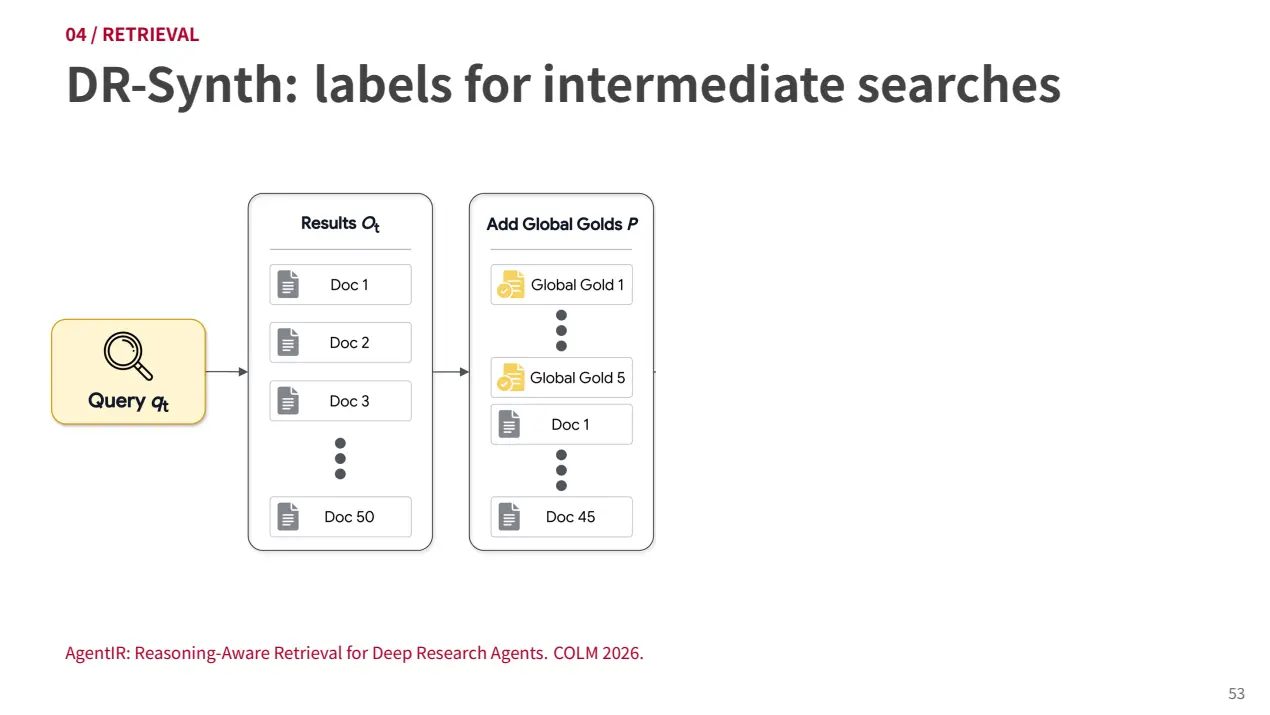 04 / RETRIEVAL
DR-Synth: labels for intermediate searches
Query qt
Results Ot
Doc 1
Doc 2
Doc 3
Doc 50
Add Global Golds P
Global Gold 1
Global Gold 5
Doc 1
Doc 45
AgentIR: Reasoning-Aware Retrieval for Deep Research Agents. COLM 2026.
53